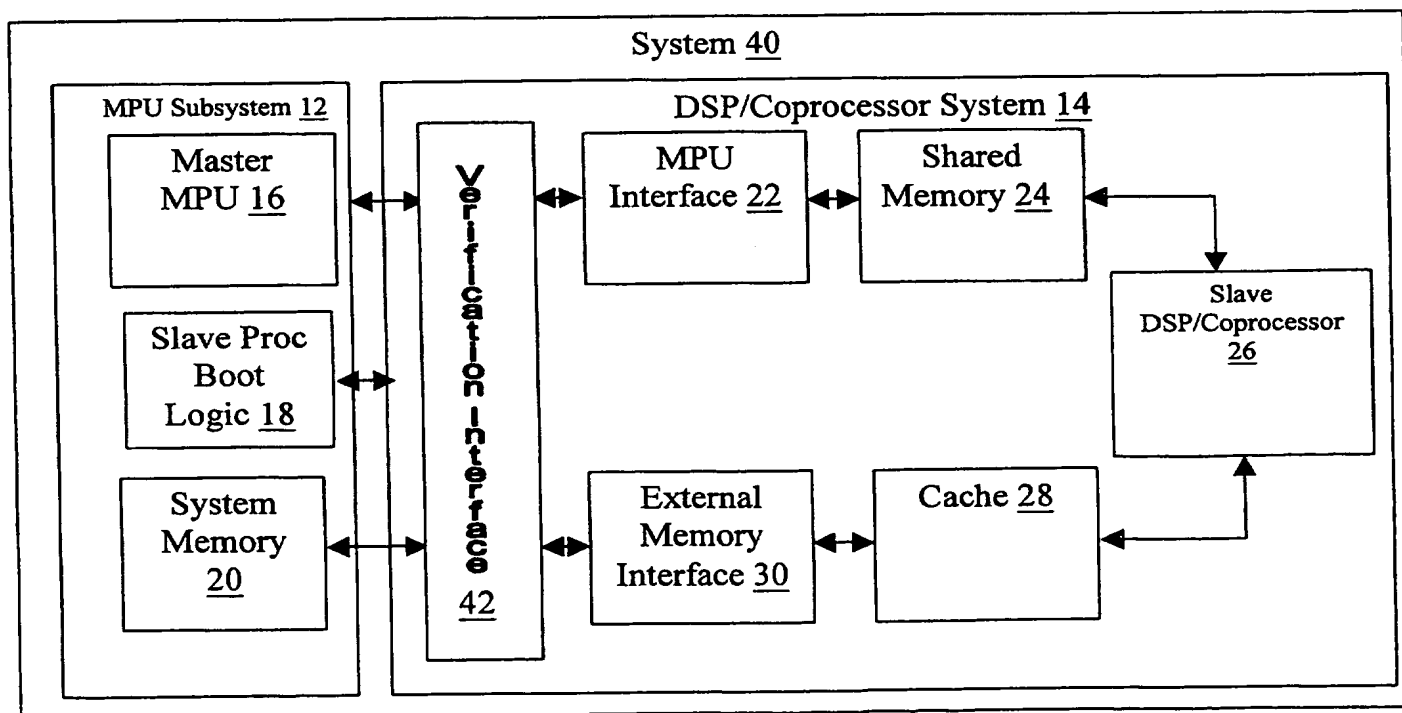 System 40
MPU Subsystem 12
DSP/Coprocessor System 14
Master
MPU 16
Slave Proc
Boot
Logic 18
System
Memory
20
Verification Interface
42
MPU
Interface 22
Shared
Memory 24
Slave
DSP/Coprocessor
26
External
Memory
Interface 30
Cache 28